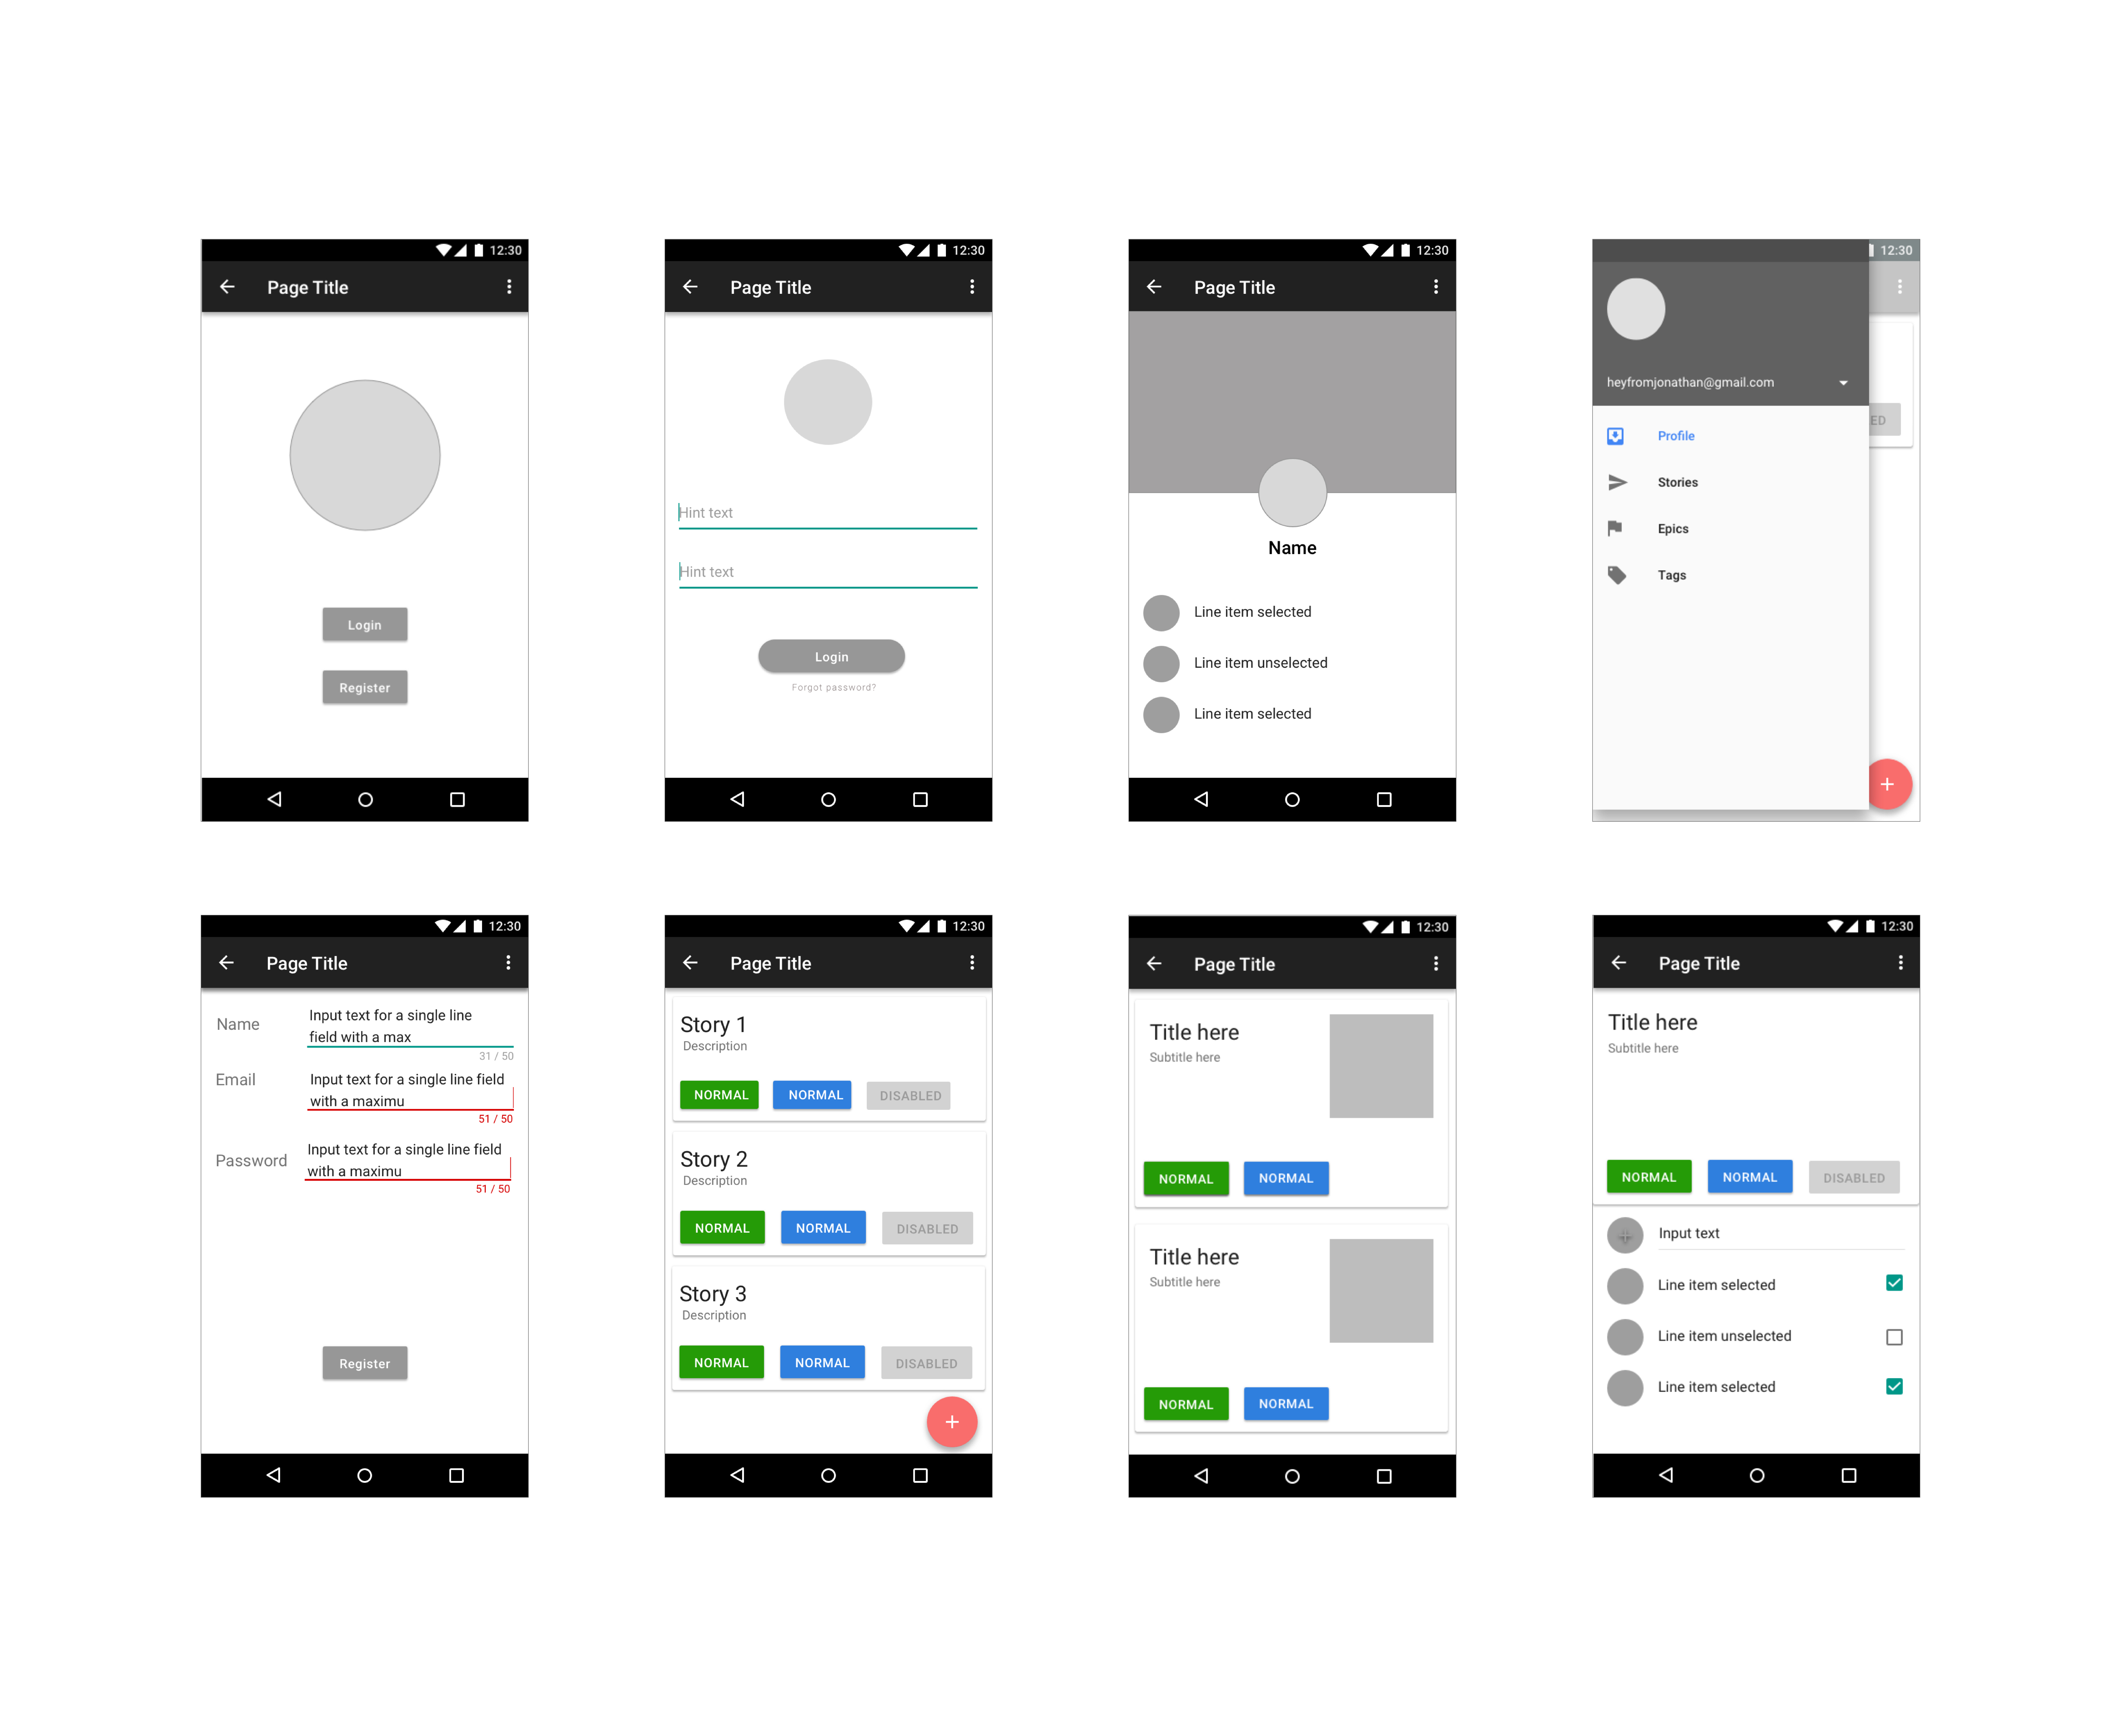 12:30
Page Title
Login
Register
12:30
Page Title
Hint text
Hint text
Login
Forgot password?
12:30
Page Title
Name
Line item selected
Line item unselected
Line item selected
12:30
heyfromjonathan@gmail.com
ED
Profile
Stories
Epics
Tags
12:30
Page Title
Name
Input text for a single line
field with a max
31 / 50
Email
Input text for a single line field
with a maximu
51 / 50
Password
Input text for a single line field
with a maximu
51 / 50
Register
12:30
Page Title
Story 1
Description
NORMAL NORMAL DISABLED
Story 2
Description
NORMAL NORMAL DISABLED
Story 3
Description
NORMAL NORMAL DISABLED
12:30
Page Title
Title here
Subtitle here
NORMAL NORMAL
Title here
Subtitle here
NORMAL NORMAL
12:30
Page Title
Title here
Subtitle here
NORMAL NORMAL DISABLED
Input text
Line item selected
Line item unselected
Line item selected